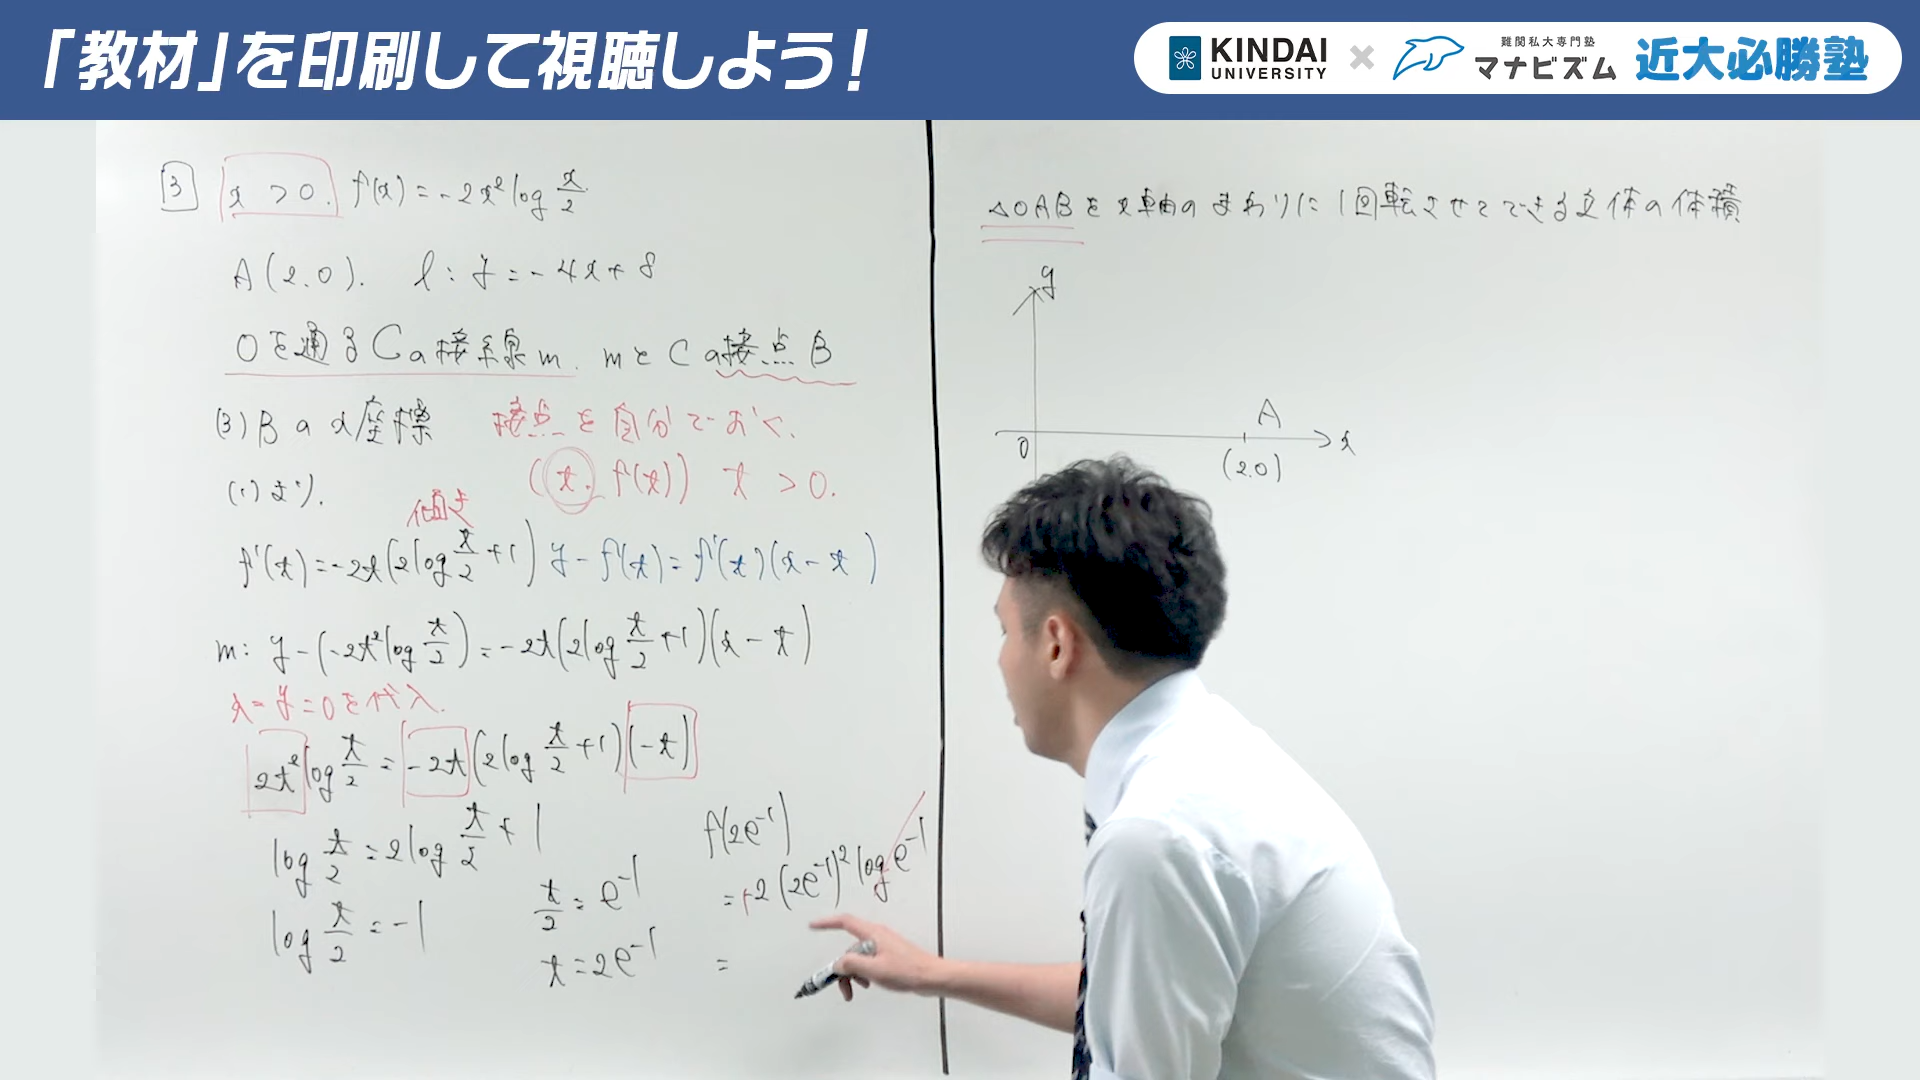 「教材」を印刷して視聴しよう!
KINDAI UNIVERSITY × 難関私大専門塾 マナビズム 近大必勝塾
3 x > 0. f(x) = -2x² log x/2
A(2.0). l: y = -4x+8
Oを通るCの接線m. mとCの接点B
(3) Bのx座標 接点を自分でおく.
(1)より. (t. f(t)) t > 0.
傾き
f'(t) = -2t(2log t/2 + 1) y - f(t) = f'(t)(x - t)
m: y - (-2t² log t/2) = -2t(2log t/2 + 1)(x - t)
x = y = 0を代入.
2t² log t/2 = -2t(2log t/2 + 1)(-t)
log t/2 = 2log t/2 + 1
log t/2 = -1
t/2 = e⁻¹
t = 2e⁻¹
f(2e⁻¹)
= +2(2e⁻¹)² log e⁻¹
=
△OABをx軸のまわりに1回転させてできる立体の体積
y
A
O (2.0) x